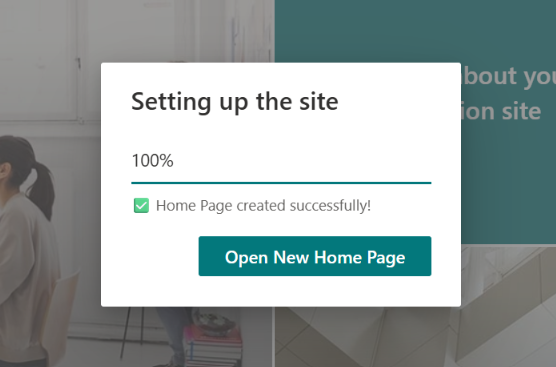 Setting up the site
100%
✅ Home Page created successfully!
Open New Home Page
bout you
ion site